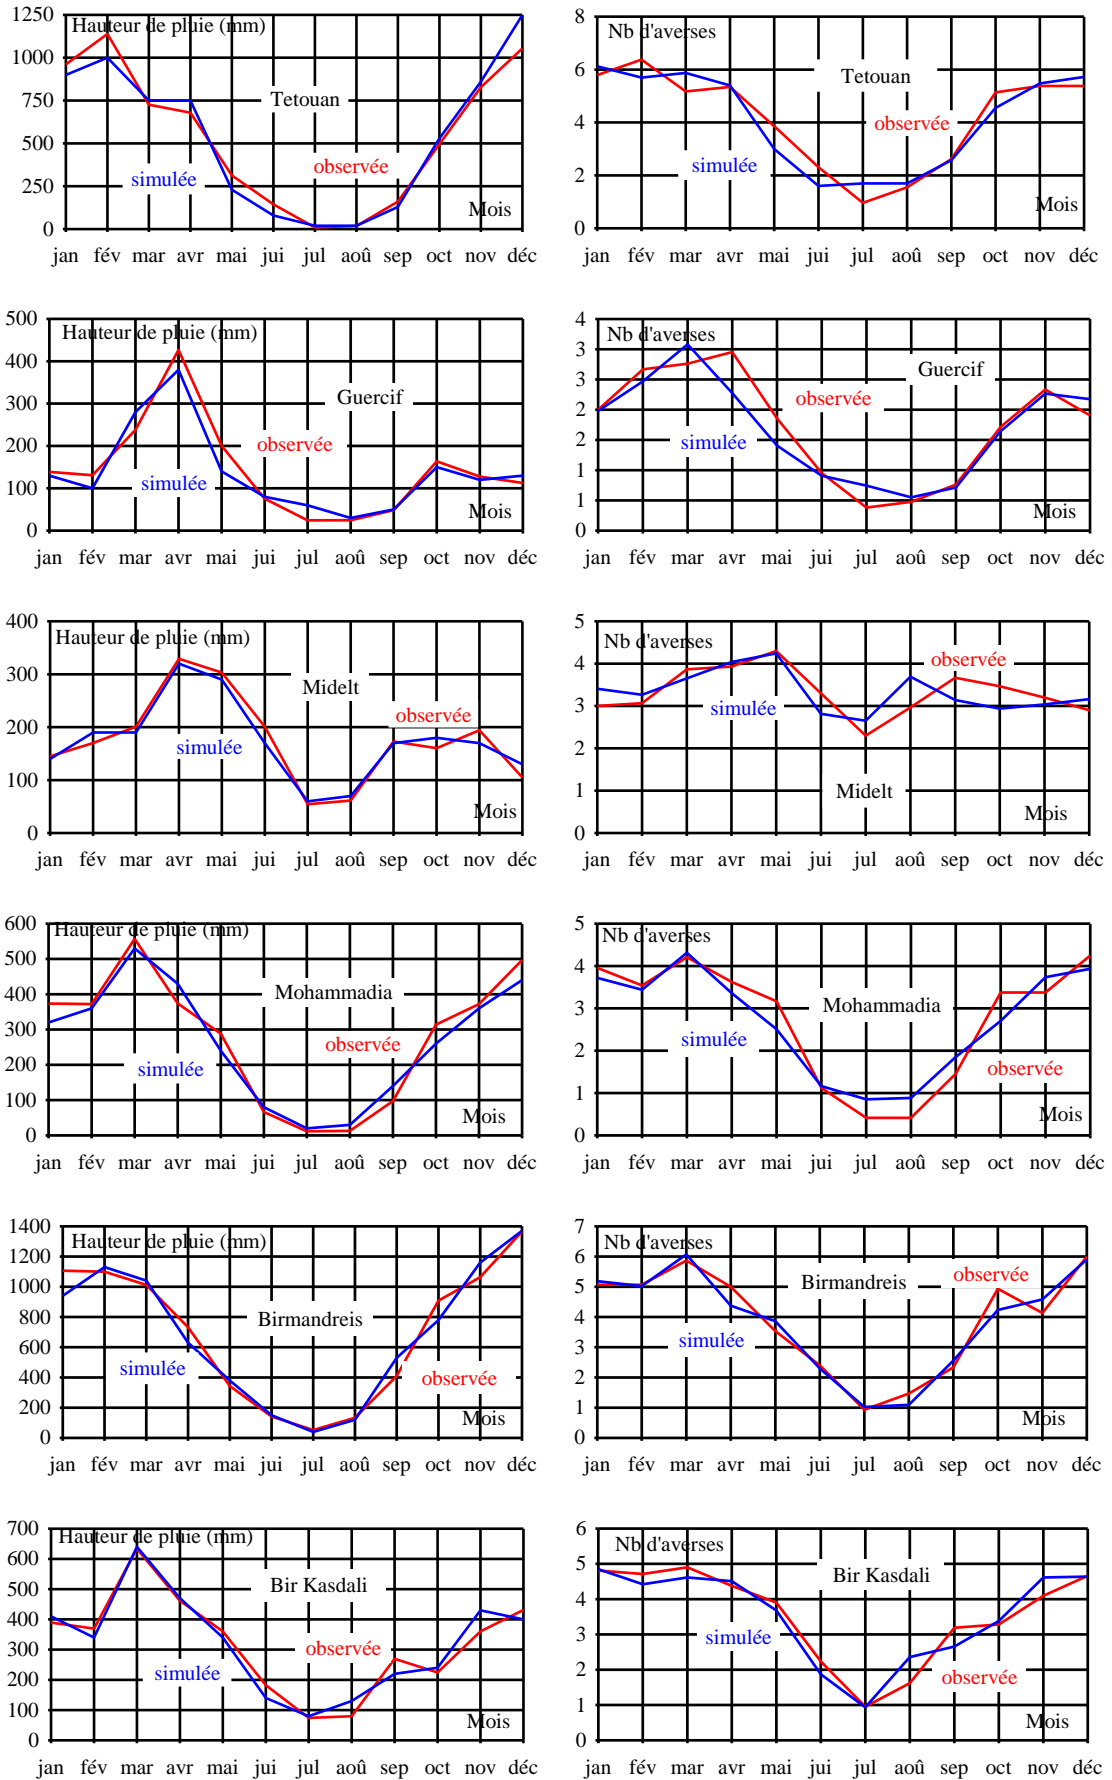 1250
Hauteur de pluie (mm)
1000
750
Tetouan
500
observée
simulée
250
Mois
0
jan fév mar avr mai jui jul aoû sep oct nov déc
8
Nb d'averses
6
Tetouan
4
observée
simulée
2
Mois
0
jan fév mar avr mai jui jul aoû sep oct nov déc
500
Hauteur de pluie (mm)
400
Guercif
300
observée
200
simulée
100
Mois
0
jan fév mar avr mai jui jul aoû sep oct nov déc
4
Nb d'averses
3
Guercif
3
observée
2
simulée
2
1
1
Mois
0
jan fév mar avr mai jui jul aoû sep oct nov déc
400
Hauteur de pluie (mm)
300
Midelt
observée
200
simulée
100
Mois
0
jan fév mar avr mai jui jul aoû sep oct nov déc
5
Nb d'averses
observée
4
simulée
3
2
Midelt
1
Mois
0
jan fév mar avr mai jui jul aoû sep oct nov déc
600
Hauteur de pluie (mm)
500
Mohammadia
400
observée
300
simulée
200
100
Mois
0
jan fév mar avr mai jui jul aoû sep oct nov déc
5
Nb d'averses
4
Mohammadia
3
simulée
2
observée
1
Mois
0
jan fév mar avr mai jui jul aoû sep oct nov déc
1400
Hauteur de pluie (mm)
1200
1000
800
Birmandreis
600
simulée
400
observée
200
Mois
0
jan fév mar avr mai jui jul aoû sep oct nov déc
7
Nb d'averses
6
observée
Birmandreis
5
4
simulée
3
2
1
Mois
0
jan fév mar avr mai jui jul aoû sep oct nov déc
700
Hauteur de pluie (mm)
600
Bir Kasdali
500
400
observée
300
simulée
200
100
Mois
0
jan fév mar avr mai jui jul aoû sep oct nov déc
6
Nb d'averses
5
Bir Kasdali
4
simulée
3
observée
2
1
0
jan fév mar avr mai jui jul aoû sep oct nov déc